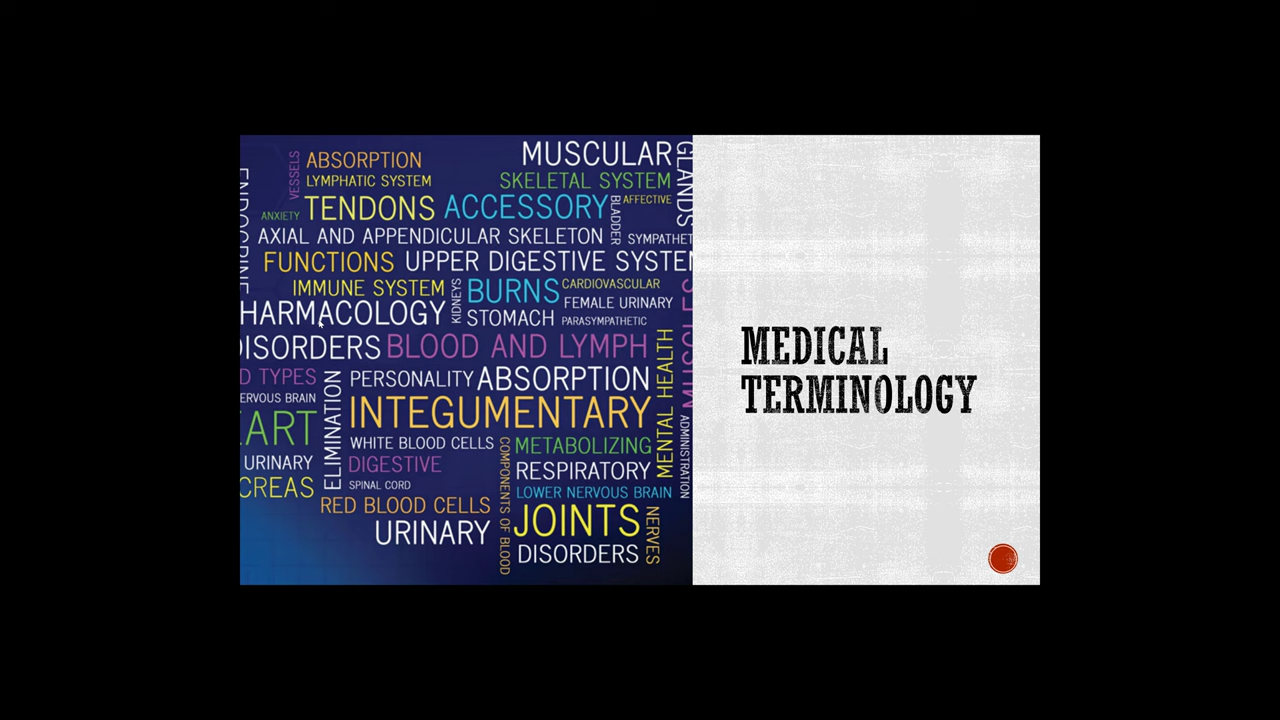 VESSELS
ABSORPTION
MUSCULAR
GLANDS
LYMPHATIC SYSTEM
SKELETAL SYSTEM
ANXIETY
TENDONS
ACCESSORY
BLADDER
AFFECTIVE
AXIAL AND APPENDICULAR SKELETON
SYMPATHET
FUNCTIONS
UPPER DIGESTIVE SYSTEM
IMMUNE SYSTEM
KIDNEYS
BURNS
CARDIOVASCULAR
FEMALE URINARY
HARMACOLOGY
STOMACH
PARASYMPATHETIC
DISORDERS
BLOOD AND LYMPH
MENTAL HEALTH
D TYPES
ELIMINATION
PERSONALITY
ABSORPTION
ERVOUS BRAIN
INTEGUMENTARY
EART
ADMINISTRATION
WHITE BLOOD CELLS
COMPONENTS OF BLOOD
METABOLIZING
URINARY
DIGESTIVE
RESPIRATORY
CREAS
SPINAL CORD
LOWER NERVOUS BRAIN
RED BLOOD CELLS
JOINTS
NERVES
URINARY
DISORDERS
MEDICAL
TERMINOLOGY